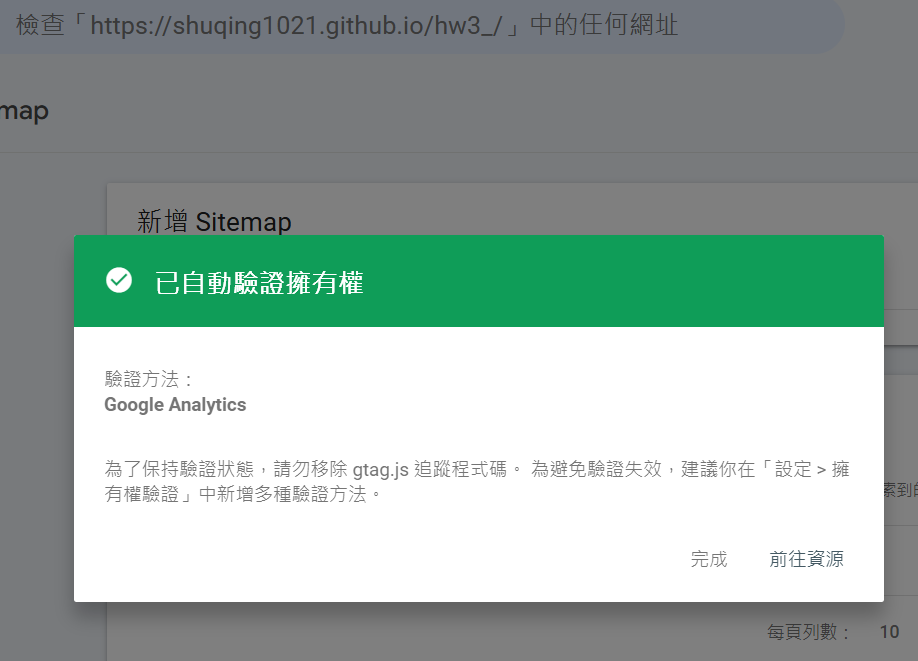 檢查「https://shuqing1021.github.io/hw3_/」中的任何網址
map
新增 Sitemap
已自動驗證擁有權
驗證方法：
Google Analytics
為了保持驗證狀態，請勿移除 gtag.js 追蹤程式碼。 為避免驗證失效，建議你在「設定 > 擁
有權驗證」中新增多種驗證方法。
索到的
完成 前往資源
每頁列數： 10